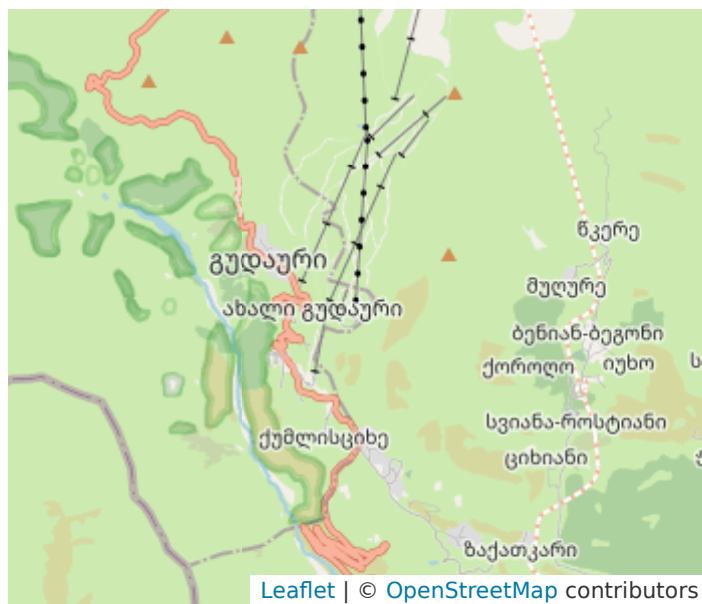 წკერე
გუდაური
მუღურე
ახალი გუდაური
ბენიან-ბეგონი
ქოროღო
იუხო
სვიანა-როსტიანი
ქუმლისციხე
ციხიანი
ზაქათკარი
Leaflet | © OpenStreetMap contributors